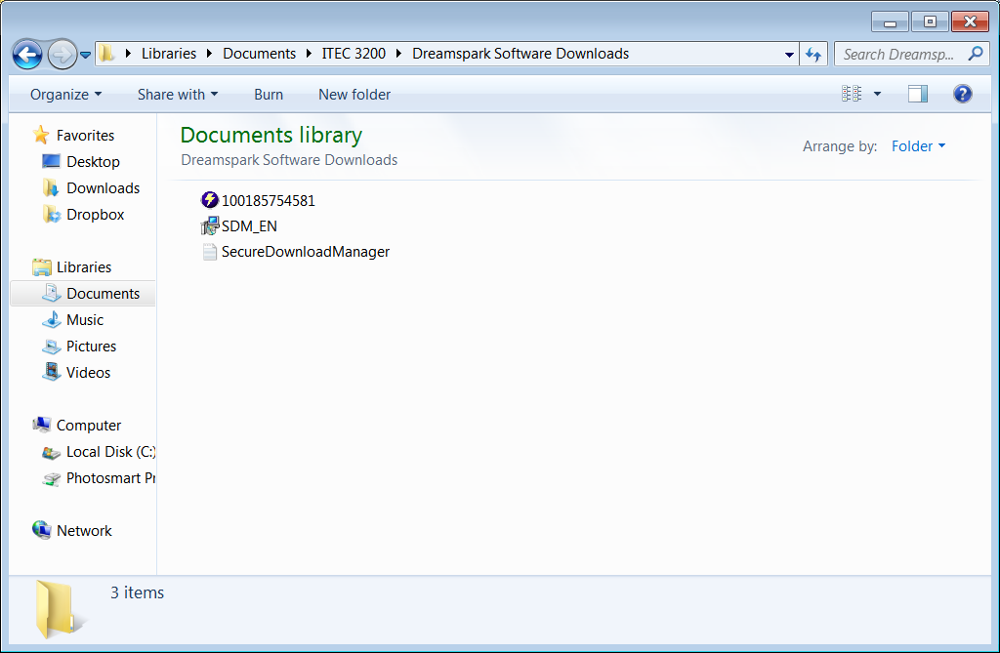 Libraries Documents ITEC 3200 Dreamspark Software Downloads
Search Dreamsp...
Organize Share with Burn New folder
Favorites
Desktop
Downloads
Dropbox
Libraries
Documents
Music
Pictures
Videos
Computer
Local Disk (C:)
Photosmart Pr
Network
Documents library
Dreamspark Software Downloads
Arrange by: Folder
100185754581
SDM_EN
SecureDownloadManager
3 items